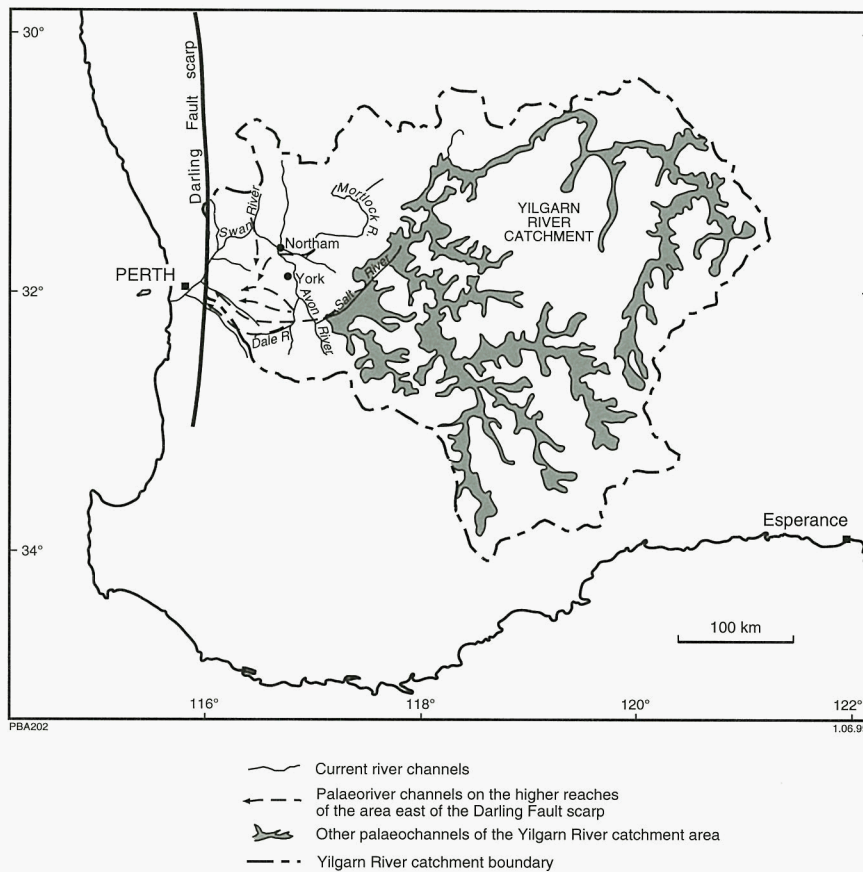 30°
Darling Fault scarp
Swan River
Mortlock R.
Northam
YILGARN
RIVER
CATCHMENT
PERTH
York
32°
Salt River
Avon River
Dale R.
Esperance
34°
100 km
116°
118°
120°
122°
PBA202
Current river channels
Palaeoriver channels on the higher reaches
of the area east of the Darling Fault scarp
Other palaeochannels of the Yilgarn River catchment area
Yilgarn River catchment boundary